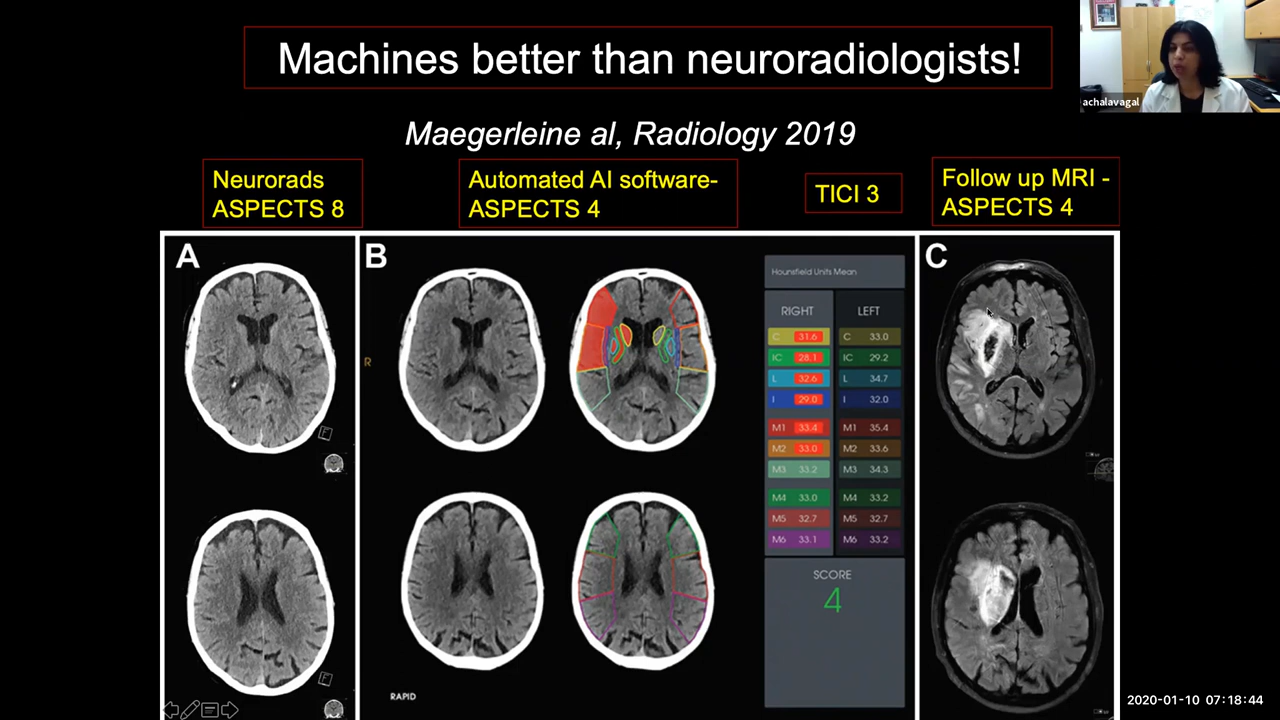 Machines better than neuroradiologists!
achalavagal
Maegerleine al, Radiology 2019
Neurorads
ASPECTS 8
Automated AI software-
ASPECTS 4
TICI 3
Follow up MRI -
ASPECTS 4
A
B
C
R
Hounsfield Units Mean
RIGHT LEFT
C 31.6 C 33.0
IC 28.1 IC 29.2
L 32.6 L 34.7
I 29.0 I 32.0
M1 33.4 M1 35.4
M2 33.0 M2 33.6
M3 33.2 M3 34.3
M4 33.0 M4 33.2
M5 32.7 M5 32.7
M6 33.1 M6 33.2
SCORE
4
F
F
RAPID
2020-01-10 07:18:44